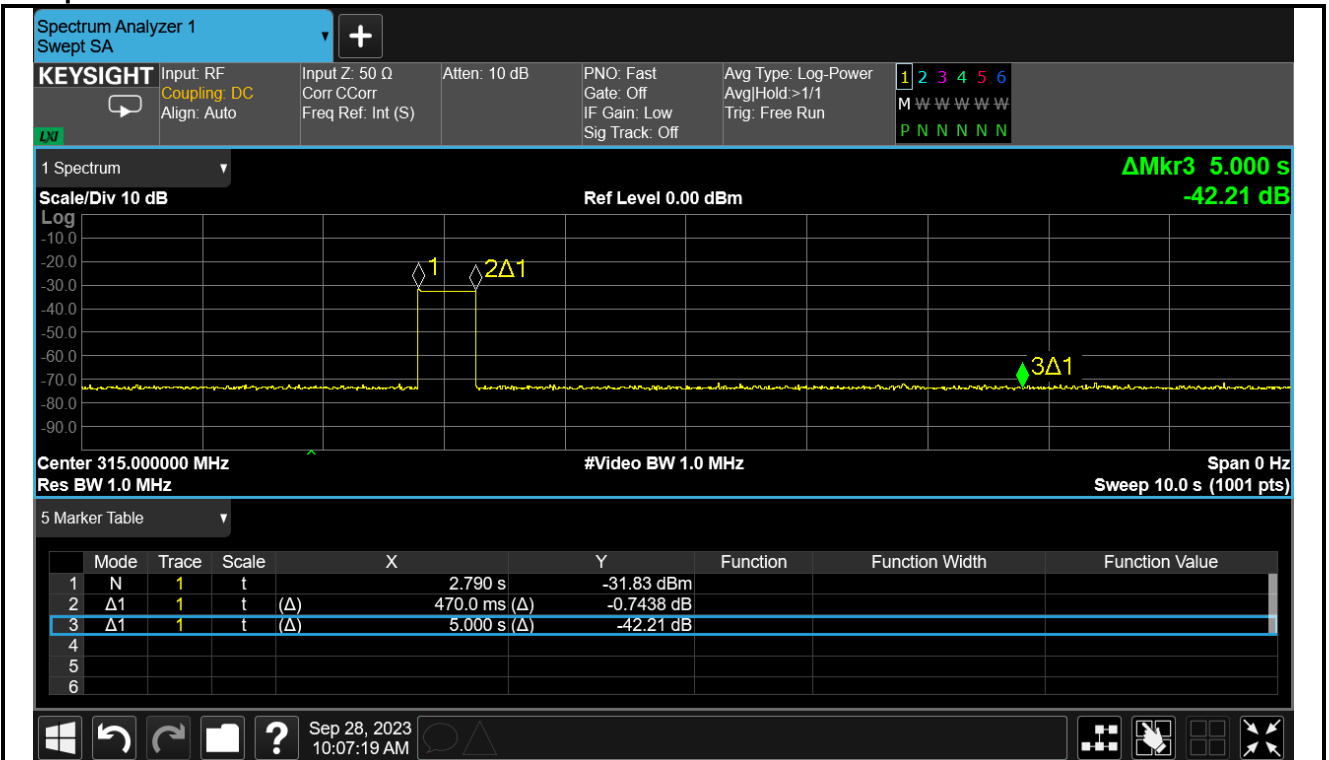 Spectrum Analyzer 1
Swept SA
KEYSIGHT Input: RF Input Z: 50 Ω Atten: 10 dB PNO: Fast Avg Type: Log-Power 1 2 3 4 5 6
Coupling: DC Corr CCorr Gate: Off Avg|Hold:>1/1 M W W W W W
Align: Auto Freq Ref: Int (S) IF Gain: Low Trig: Free Run
LXI Sig Track: Off P N N N N N
1 Spectrum ΔMkr3 5.000 s
Scale/Div 10 dB Ref Level 0.00 dBm -42.21 dB
Log
-10.0
-20.0
1 2Δ1
-30.0
-40.0
-50.0
-60.0
3Δ1
-70.0
-80.0
-90.0
Center 315.000000 MHz #Video BW 1.0 MHz Span 0 Hz
Res BW 1.0 MHz Sweep 10.0 s (1001 pts)
5 Marker Table
Mode Trace Scale X Y Function Function Width Function Value
1 N 1 t 2.790 s -31.83 dBm
2 Δ1 1 t (Δ) 470.0 ms (Δ) -0.7438 dB
3 Δ1 1 t (Δ) 5.000 s (Δ) -42.21 dB
4
5
6
? Sep 28, 2023
10:07:19 AM